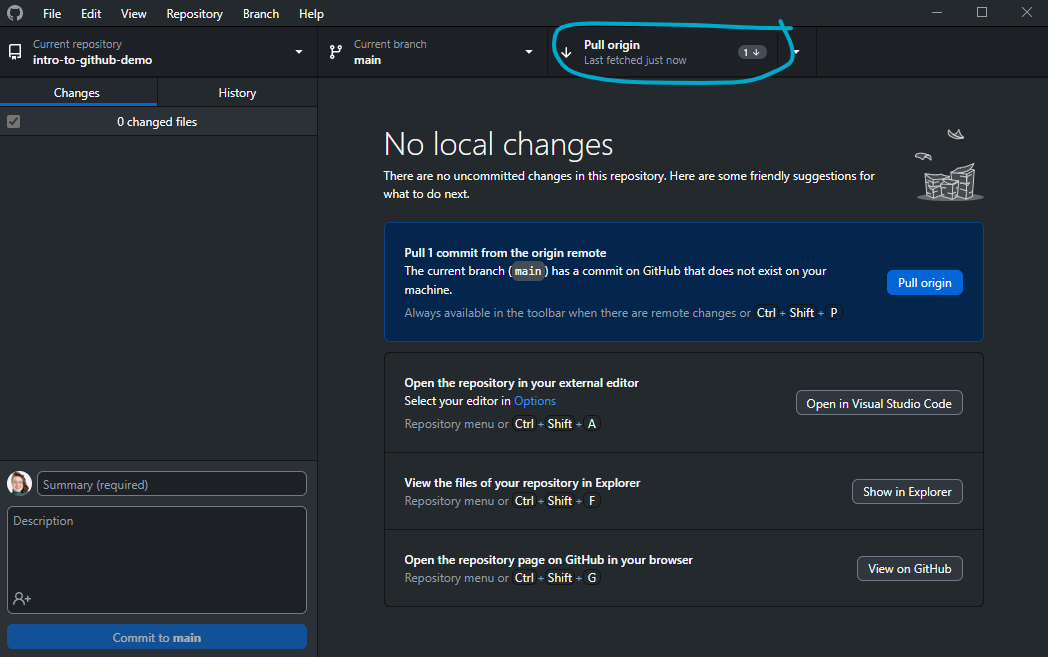 File Edit View Repository Branch Help
Current repository
intro-to-github-demo
Current branch
main
Pull origin
Last fetched just now
1
Changes History
0 changed files
No local changes
There are no uncommitted changes in this repository. Here are some friendly suggestions for
what to do next.
Pull 1 commit from the origin remote
The current branch (main) has a commit on GitHub that does not exist on your
machine.
Always available in the toolbar when there are remote changes or Ctrl + Shift + P
Pull origin
Open the repository in your external editor
Select your editor in Options
Repository menu or Ctrl + Shift + A
Open in Visual Studio Code
View the files of your repository in Explorer
Repository menu or Ctrl + Shift + F
Show in Explorer
Open the repository page on GitHub in your browser
Repository menu or Ctrl + Shift + G
View on GitHub
Summary (required)
Description
Commit to main